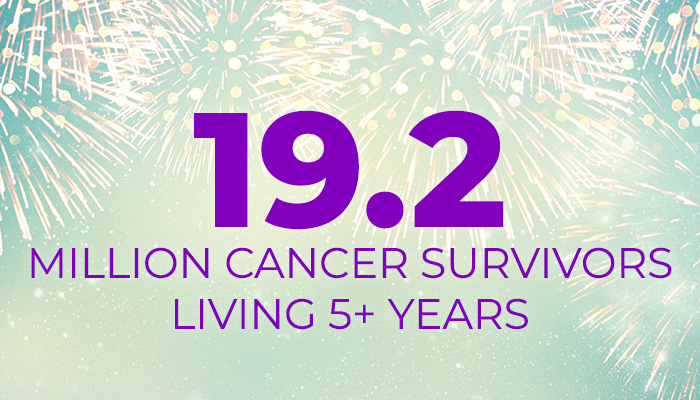 19.2
MILLION CANCER SURVIVORS
LIVING 5+ YEARS